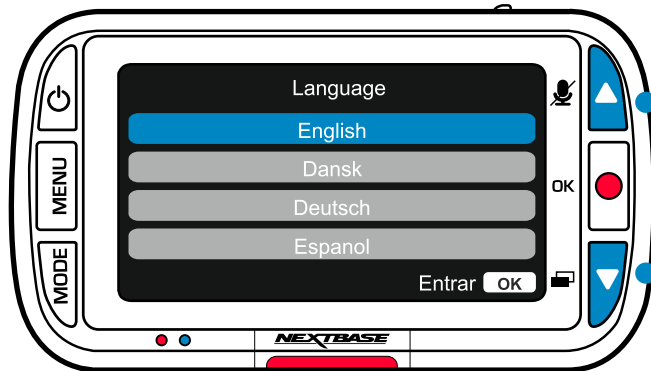 Language
English
Dansk
Deutsch
Espanol
Entrar OK
MENU
MODE
OK
NEXTBASE